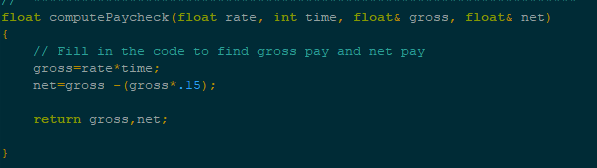 float computePaycheck(float rate, int time, float& gross, float& net)
{
// Fill in the code to find gross pay and net pay
gross=rate*time;
net=gross -(gross*.15);
return gross,net;
}